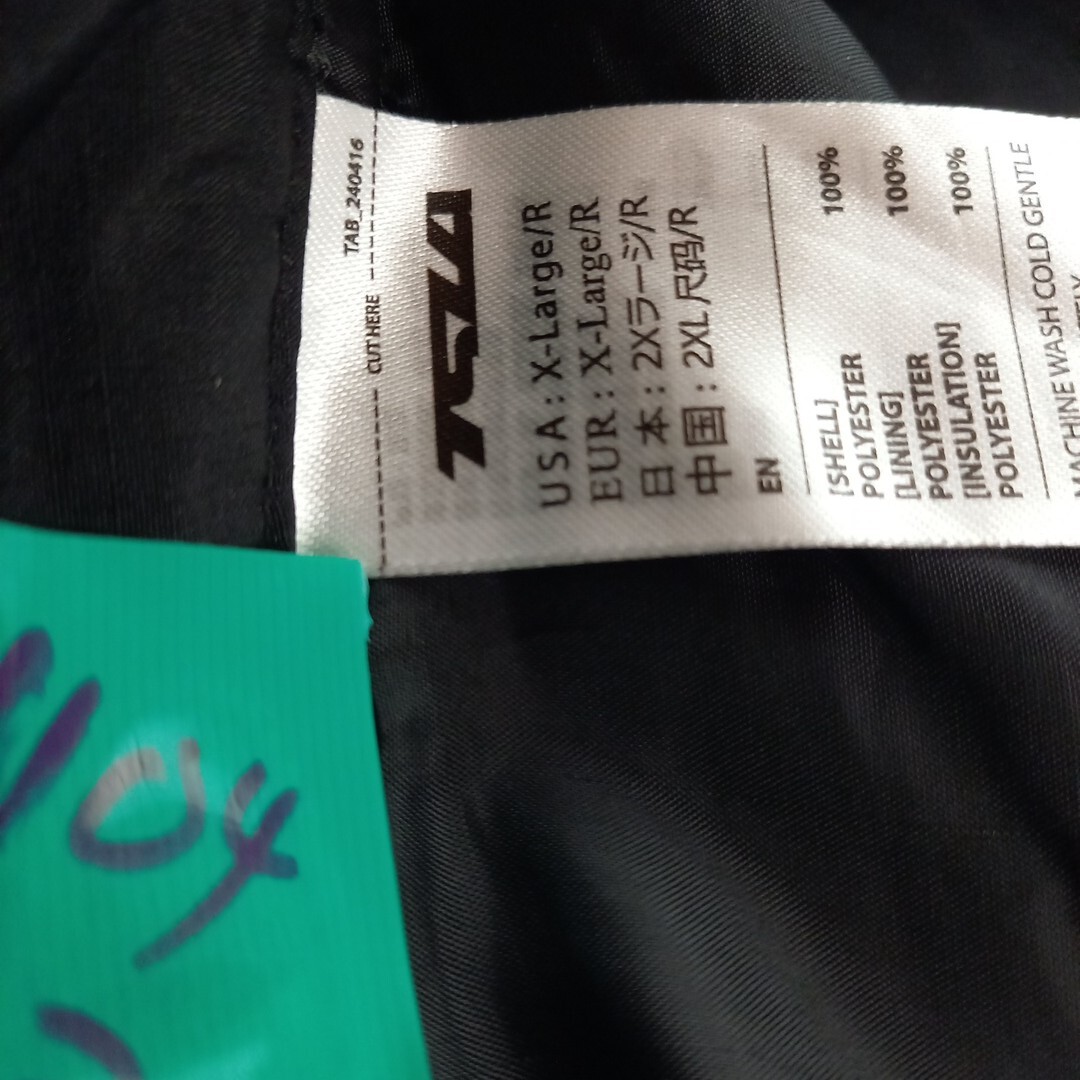 TAB_240416
CUT HERE
TSLA
USA : X-Large/R
EUR : X-Large/R
日 本 : 2Xラージ/R
中国 : 2XL 尺码/R
EN
[SHELL]
POLYESTER 100%
[LINING]
POLYESTER 100%
[INSULATION]
POLYESTER 100%
MACHINE WASH COLD GENTLE
104